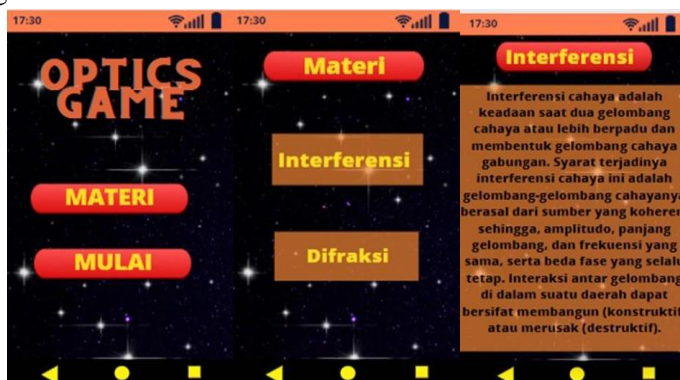 17:30
OPTICS
GAME
MATERI
MULAI
17:30
Materi
Interferensi
Difraksi
17:30
Interferensi
Interferensi cahaya adalah
keadaan saat dua gelombang
cahaya atau lebih berpadu dan
membentuk gelombang cahaya
gabungan. Syarat terjadinya
interferensi cahaya ini adalah
gelombang-gelombang cahayanya
berasal dari sumber yang koheren
sehingga, amplitudo, panjang
gelombang, dan frekuensi yang
sama, serta beda fase yang selalu
tetap. Interaksi antar gelombang
di dalam suatu daerah dapat
bersifat membangun (konstruktif
atau merusak (destruktif).